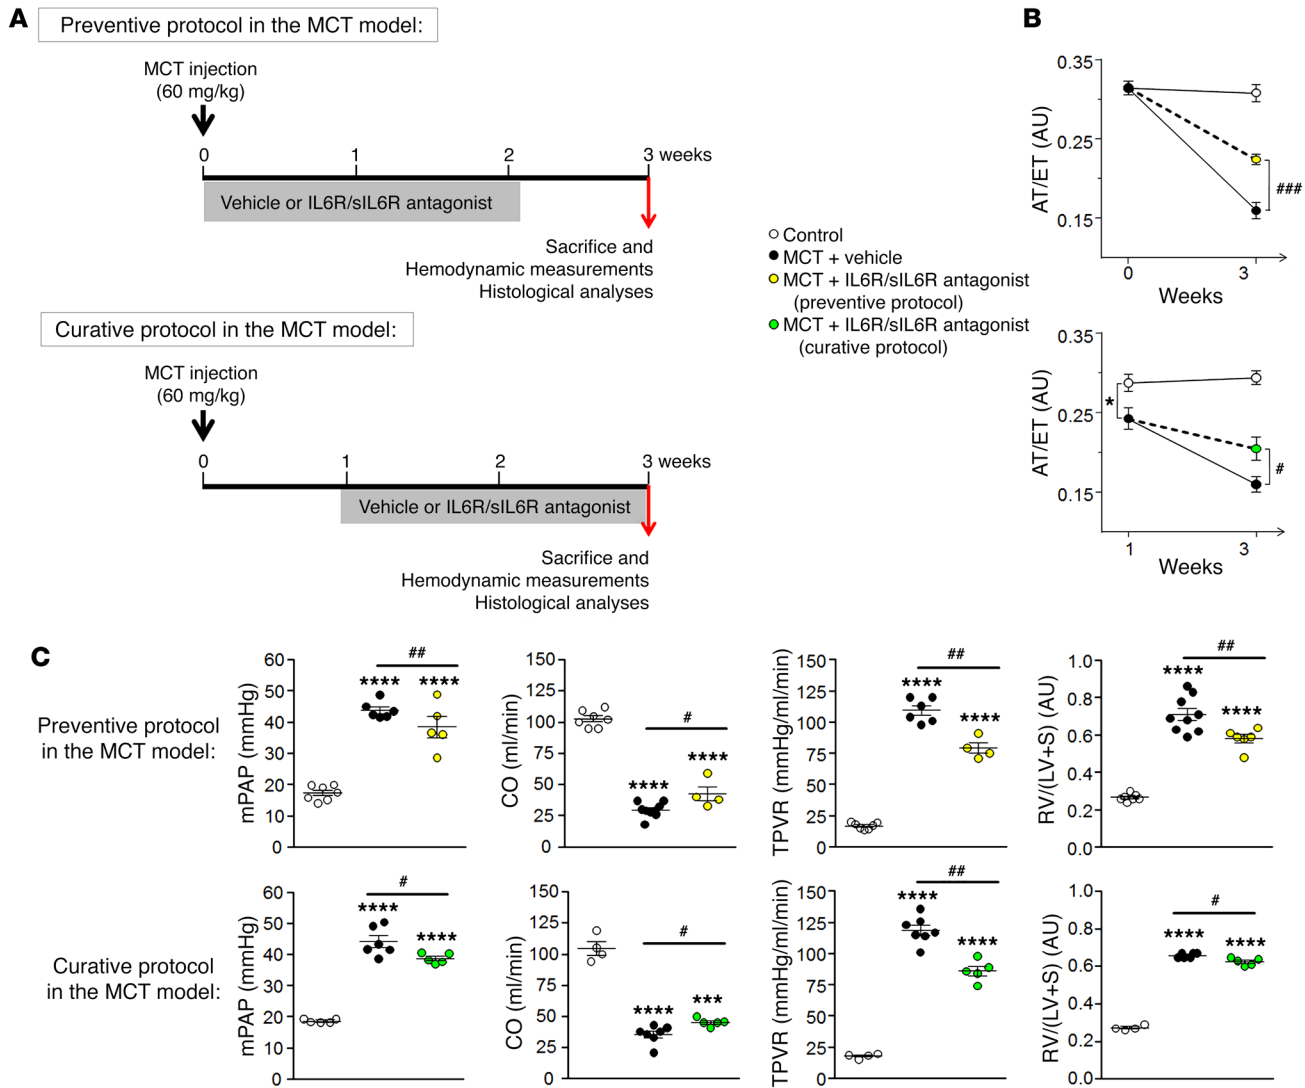 A
Preventive protocol in the MCT model:
MCT injection
(60 mg/kg)
0 1 2 3 weeks
Vehicle or IL6R/sIL6R antagonist
Sacrifice and
Hemodynamic measurements
Histological analyses
Curative protocol in the MCT model:
MCT injection
(60 mg/kg)
0 1 2 3 weeks
Vehicle or IL6R/sIL6R antagonist
Sacrifice and
Hemodynamic measurements
Histological analyses
Control
MCT + vehicle
MCT + IL6R/sIL6R antagonist
(preventive protocol)
MCT + IL6R/sIL6R antagonist
(curative protocol)
B
AT/ET (AU)
0.35
0.25
0.15
###
0 3
Weeks
AT/ET (AU)
0.35
0.25
0.15
*
#
1 3
Weeks
C
Preventive protocol
in the MCT model:
mPAP (mmHg)
60
50
40
30
20
10
0
##
**** ****
CO (ml/min)
150
125
100
75
50
25
0
#
**** ****
TPVR (mmHg/ml/min)
150
125
100
75
50
25
0
##
**** ****
RV/(LV+S) (AU)
1.0
0.8
0.6
0.4
0.2
0.0
##
**** ****
Curative protocol
in the MCT model:
mPAP (mmHg)
60
50
40
30
20
10
0
#
**** ****
CO (ml/min)
150
125
100
75
50
25
0
#
**** ***
TPVR (mmHg/ml/min)
150
125
100
75
50
25
0
##
**** ****
RV/(LV+S) (AU)
1.0
0.8
0.6
0.4
0.2
0.0
#
**** ****